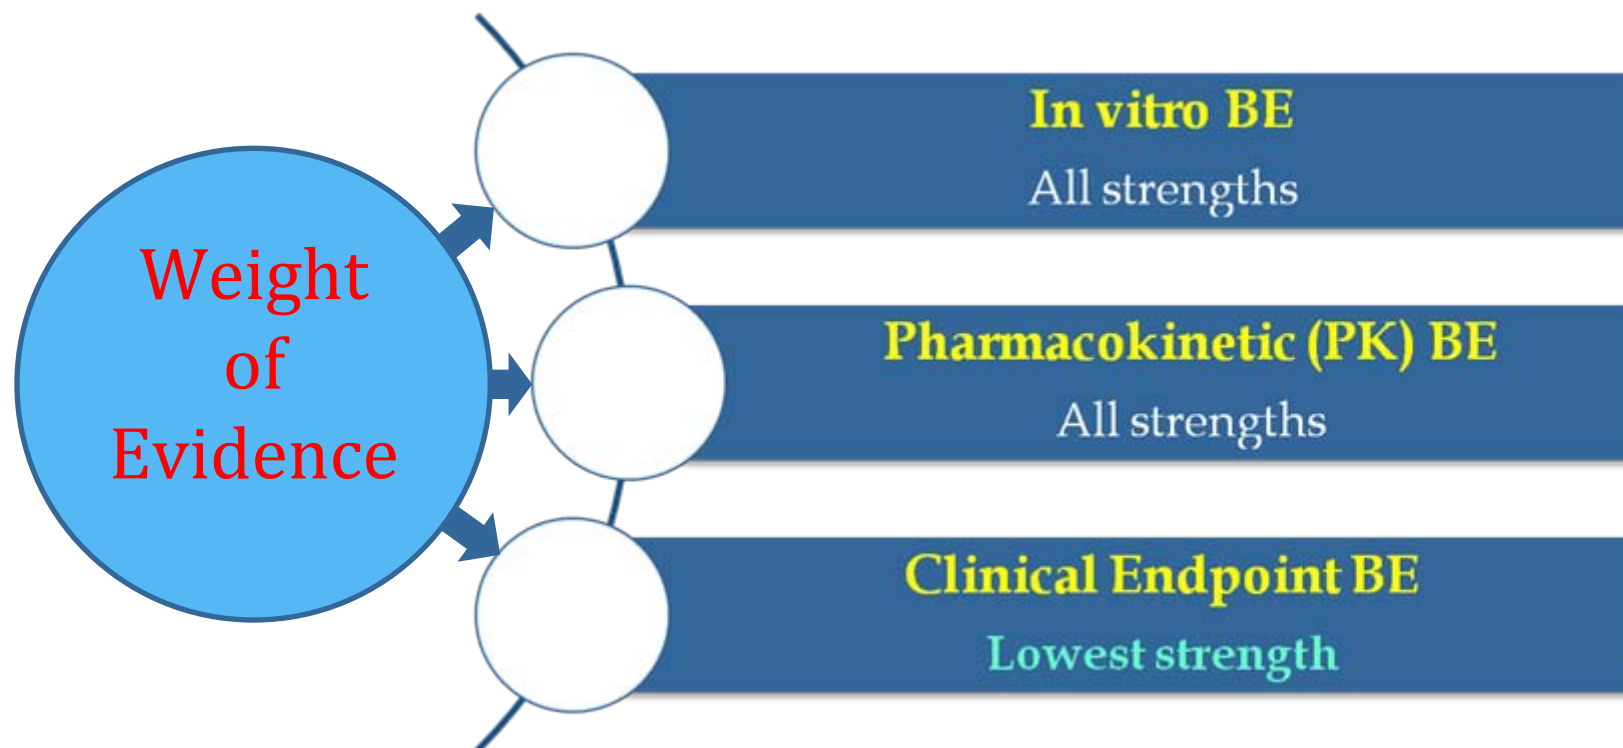 Weight
of
Evidence
In vitro BE
All strengths
Pharmacokinetic (PK) BE
All strengths
Clinical Endpoint BE
Lowest strength